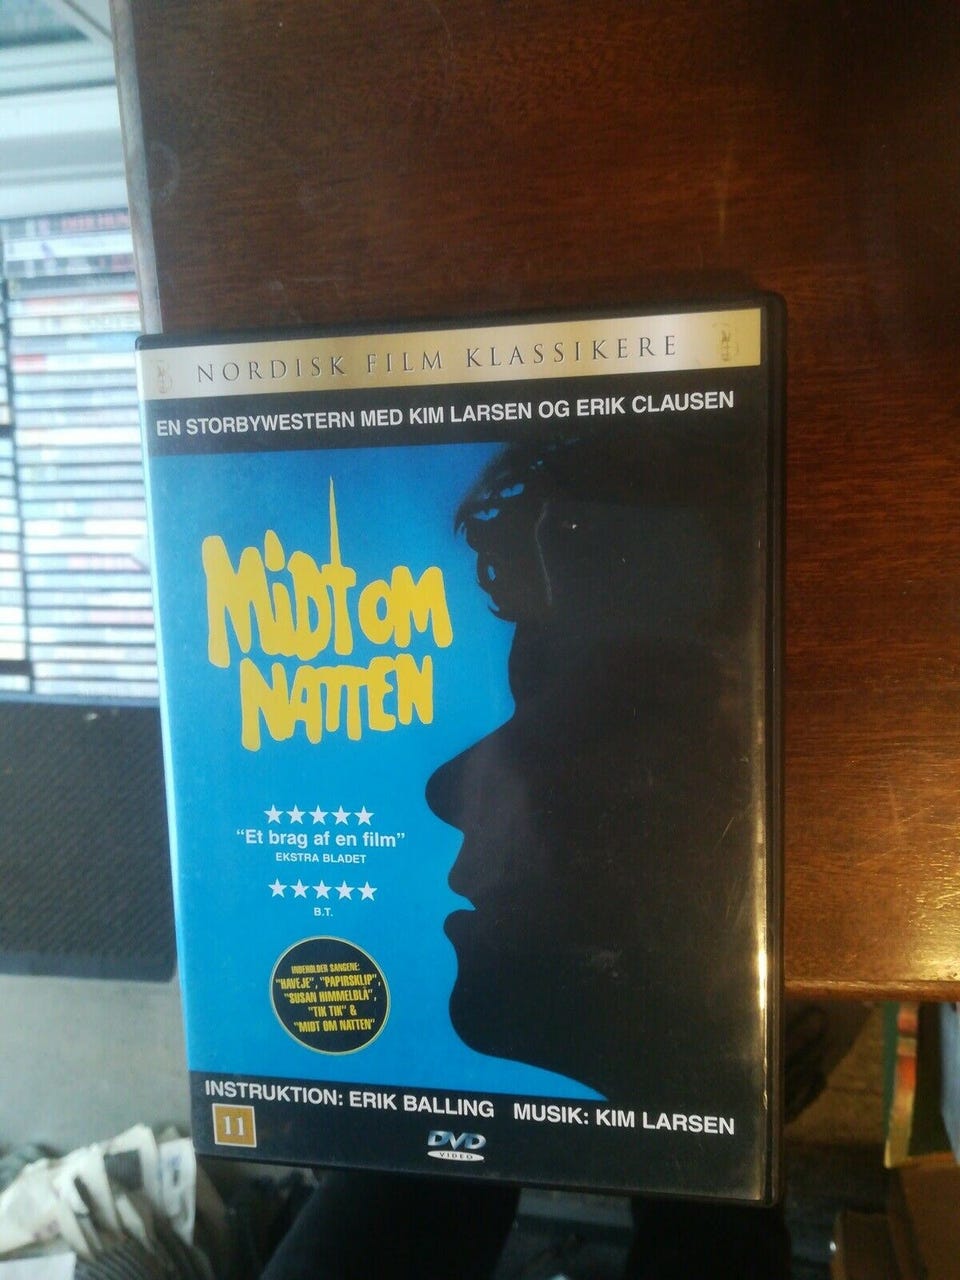 NORDISK FILM KLASSIKERE
EN STORBYWESTERN MED KIM LARSEN OG ERIK CLAUSEN
MiDT OM
NATTEN
“Et brag af en film”
EKSTRA BLADET
B.T.
INDEHOLDER SANGENE:
"HAVEJE", "PAPIRSKLIP",
"SUSAN HIMMELBLÅ",
"TIK TIK" &
"MIDT OM NATTEN"
INSTRUKTION: ERIK BALLING MUSIK: KIM LARSEN
11
DVD
VIDEO